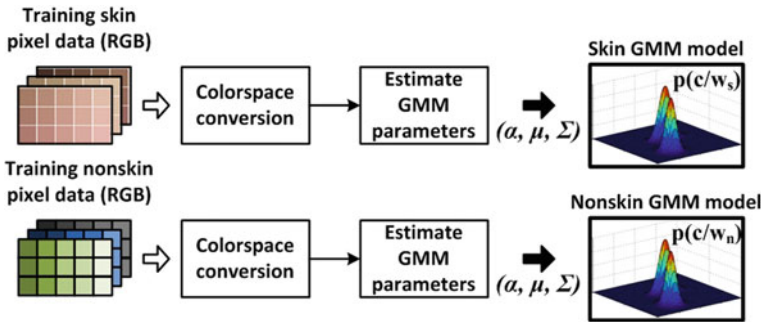 Training skin
pixel data (RGB)
Colorspace
conversion
Estimate
GMM
parameters
(α, μ, Σ)
Skin GMM model
p(c/wₛ)
Training nonskin
pixel data (RGB)
Colorspace
conversion
Estimate
GMM
parameters
(α, μ, Σ)
Nonskin GMM model
p(c/wₙ)